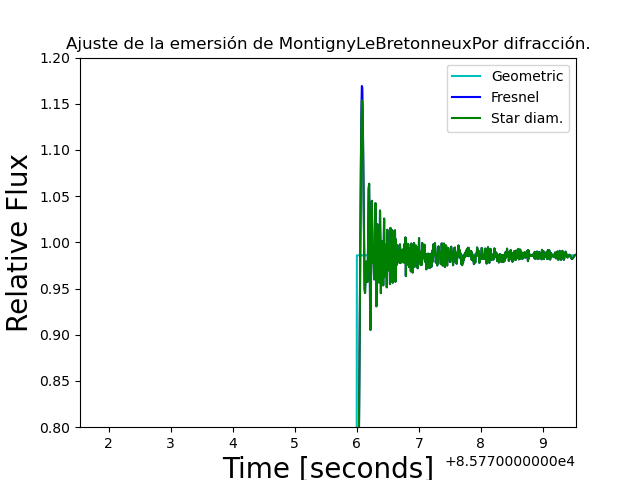 Ajuste de la emersión de MontignyLeBretonneuxPor difracción.
1.20
1.15
1.10
1.05
1.00
0.95
0.90
0.85
0.80
Relative Flux
Geometric
Fresnel
Star diam.
2 3 4 5 6 7 8 9
Time [seconds]
+8.5770000000e4